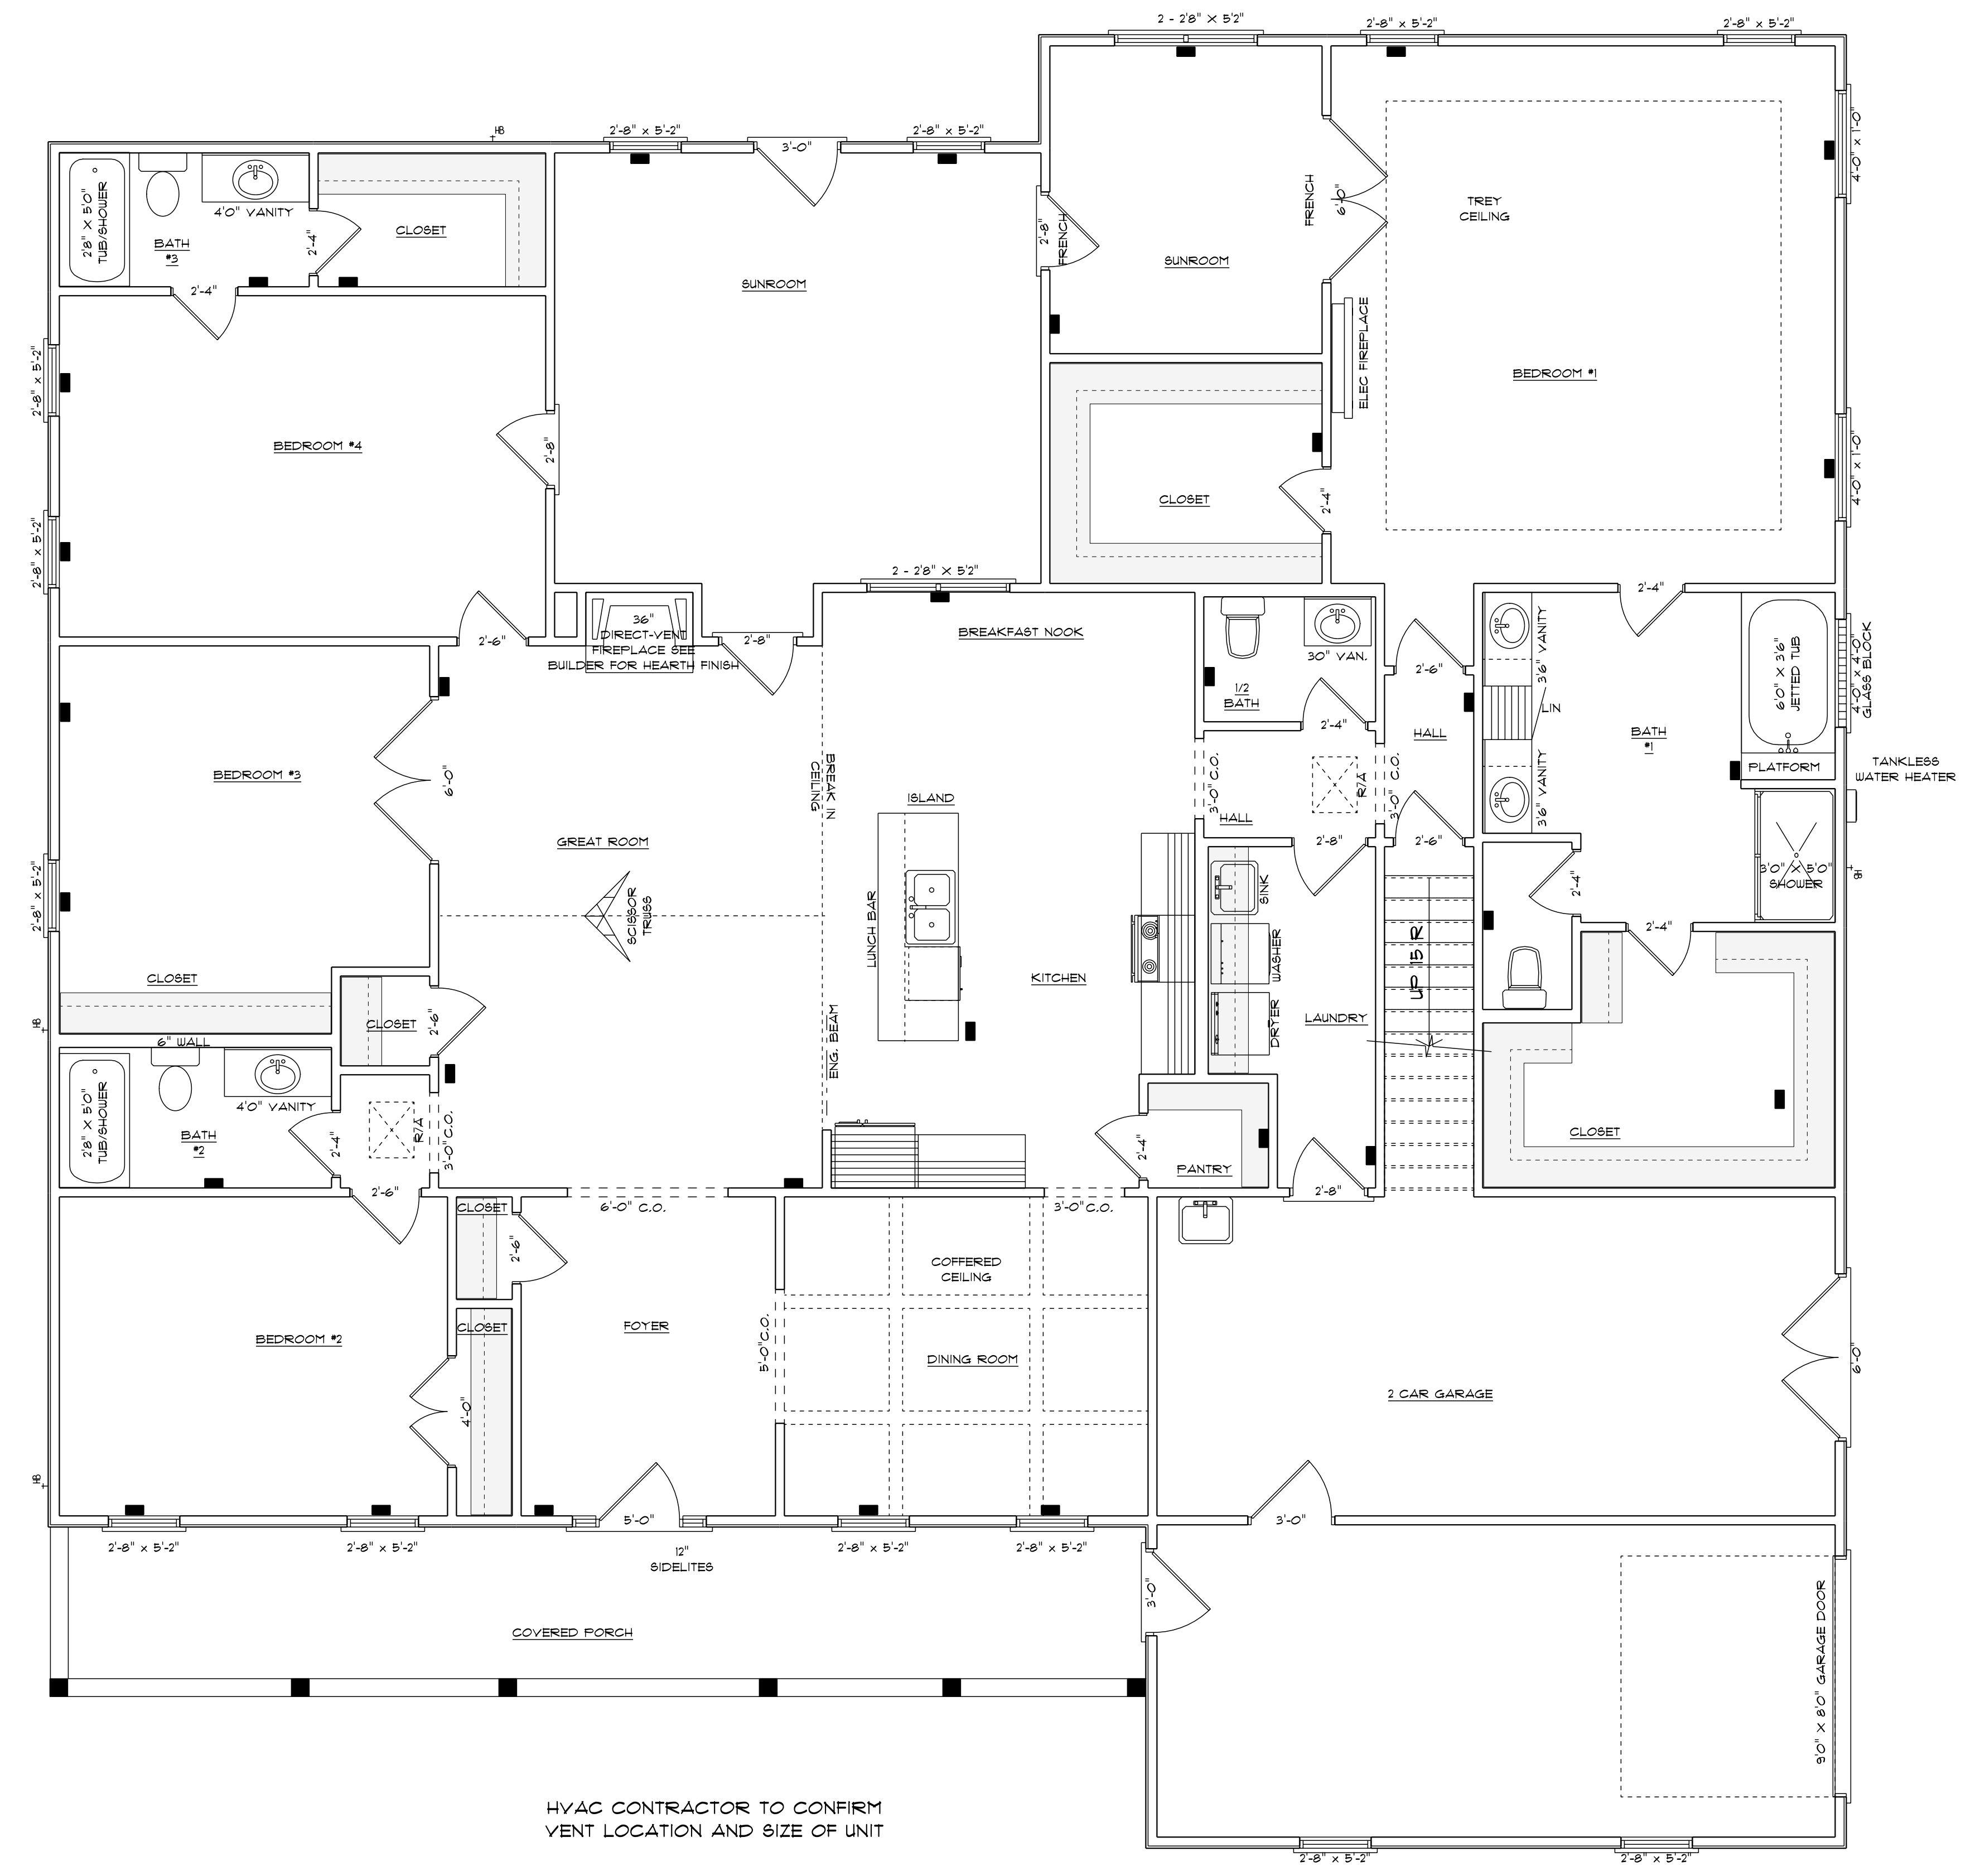 2 - 2'8" X 5'2"
2'-8" x 5'-2"
2'-8" x 5'-2"
HB
2'-8" x 5'-2"
3'-0"
2'-8" x 5'-2"
4'-0" x 1'-0"
2'8" X 5'0"
TUB/SHOWER
4'0" VANITY
BATH
#3
2'-4"
CLOSET
2'-4"
SUNROOM
2'-8"
FRENCH
SUNROOM
FRENCH
6'-0"
TREY
CEILING
ELEC FIREPLACE
BEDROOM #1
2'-8" x 5'-2"
BEDROOM #4
2'-8"
2'-8" x 5'-2"
CLOSET
2'-4"
4'-0" x 1'-0"
2 - 2'8" X 5'2"
2'-4"
2'-6"
36"
DIRECT-VENT
FIREPLACE SEE
BUILDER FOR HEARTH FINISH
2'-8"
BREAKFAST NOOK
30" VAN.
1/2
BATH
2'-4"
2'-6"
HALL
3'6" VANITY
LIN
3'6" VANITY
BATH
#1
6'0" X 3'6"
JETTED TUB
4'-0" x 4'-0"
GLASS BLOCK
PLATFORM
TANKLESS
WATER HEATER
BEDROOM #3
6'-0"
BREAK IN
CEILING
ISLAND
3'-0" C.O.
HALL
R/A
3'-0" C.O.
2'-8"
2'-6"
GREAT ROOM
2'-8" x 5'-2"
SCISSOR
TRUSS
LUNCH BAR
KITCHEN
SINK
WASHER
DRYER
LAUNDRY
UP 15 R
2'-4"
3'0" X 5'0"
SHOWER
HB
2'-4"
CLOSET
CLOSET
2'-6"
HB
6" WALL
ENG. BEAM
2'8" X 5'0"
TUB/SHOWER
4'0" VANITY
BATH
#2
2'-4"
R/A
3'-0" C.O.
2'-6"
2'-4"
PANTRY
2'-8"
CLOSET
CLOSET
6'-0" C.O.
3'-0" C.O.
2'-6"
COFFERED
CEILING
BEDROOM #2
CLOSET
FOYER
5'-0" C.O.
DINING ROOM
2 CAR GARAGE
6'-0"
4'-0"
HB
5'-0"
3'-0"
2'-8" x 5'-2"
2'-8" x 5'-2"
12"
SIDELITES
2'-8" x 5'-2"
2'-8" x 5'-2"
3'-0"
COVERED PORCH
9'0" X 8'0" GARAGE DOOR
HVAC CONTRACTOR TO CONFIRM
VENT LOCATION AND SIZE OF UNIT
2'-8" x 5'-2"
2'-8" x 5'-2"